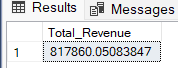 Results Messages
Total_Revenue
1 817860.05083847